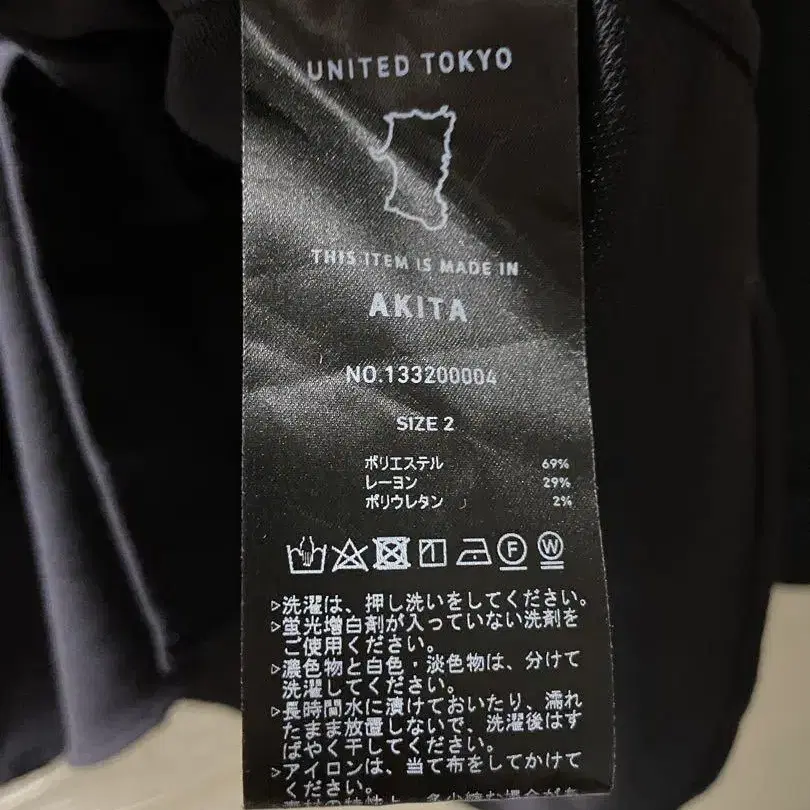 UNITED TOKYO
THIS ITEM IS MADE IN
AKITA
NO.133200004
SIZE 2
ポリエステル 69%
レーヨン 29%
ポリウレタン 2%
F W
▷洗濯は、押し洗いをしてください。
▷蛍光増白剤が入っていない洗剤を
ご使用ください。
▷濃色物と白色・淡色物は、分けて
洗濯してください。
▷長時間水に漬けておいたり、濡れ
たまま放置しないで、洗濯後はす
ばやく干してください。
▷アイロンは、当て布をしてかけて
ください。